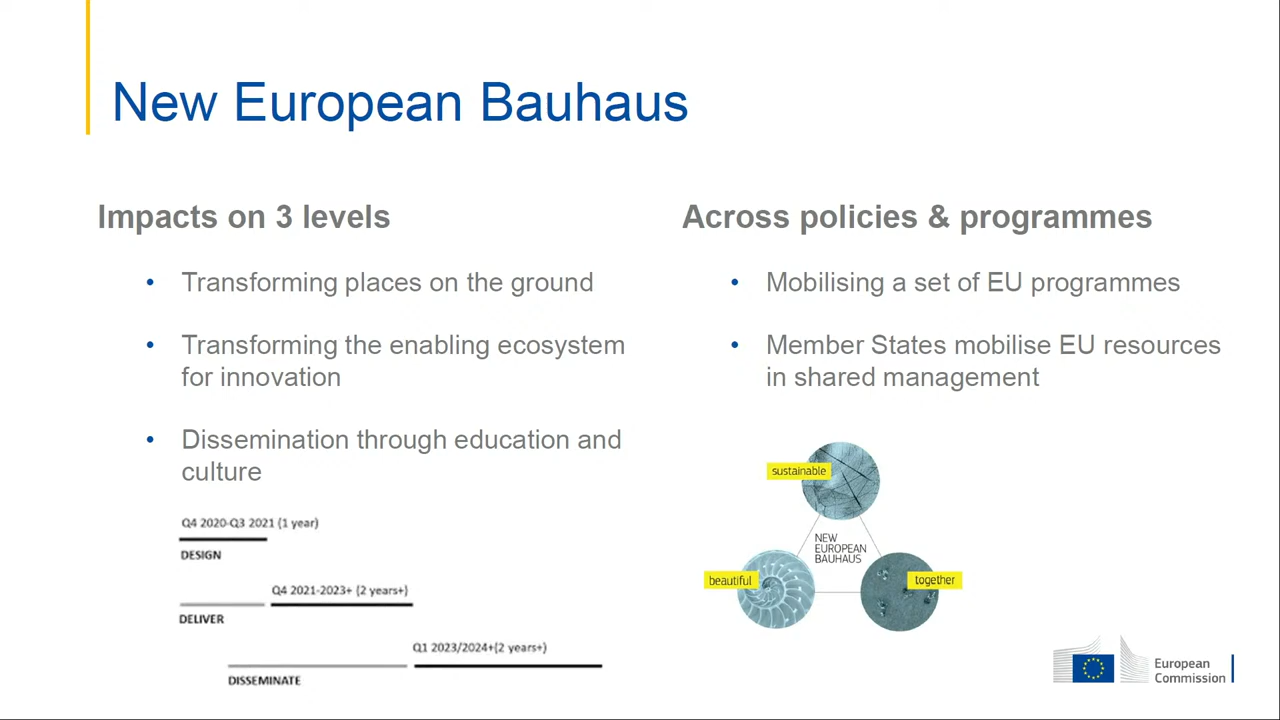 New European Bauhaus
Impacts on 3 levels
• Transforming places on the ground
• Transforming the enabling ecosystem
for innovation
• Dissemination through education and
culture
Q4 2020-Q3 2021 (1 year)
DESIGN
Q4 2021-2023+ (2 years+)
DELIVER
Q1 2023/2024+(2 years+)
DISSEMINATE
Across policies & programmes
• Mobilising a set of EU programmes
• Member States mobilise EU resources
in shared management
sustainable
NEW
EUROPEAN
BAUHAUS
beautiful
together
European
Commission